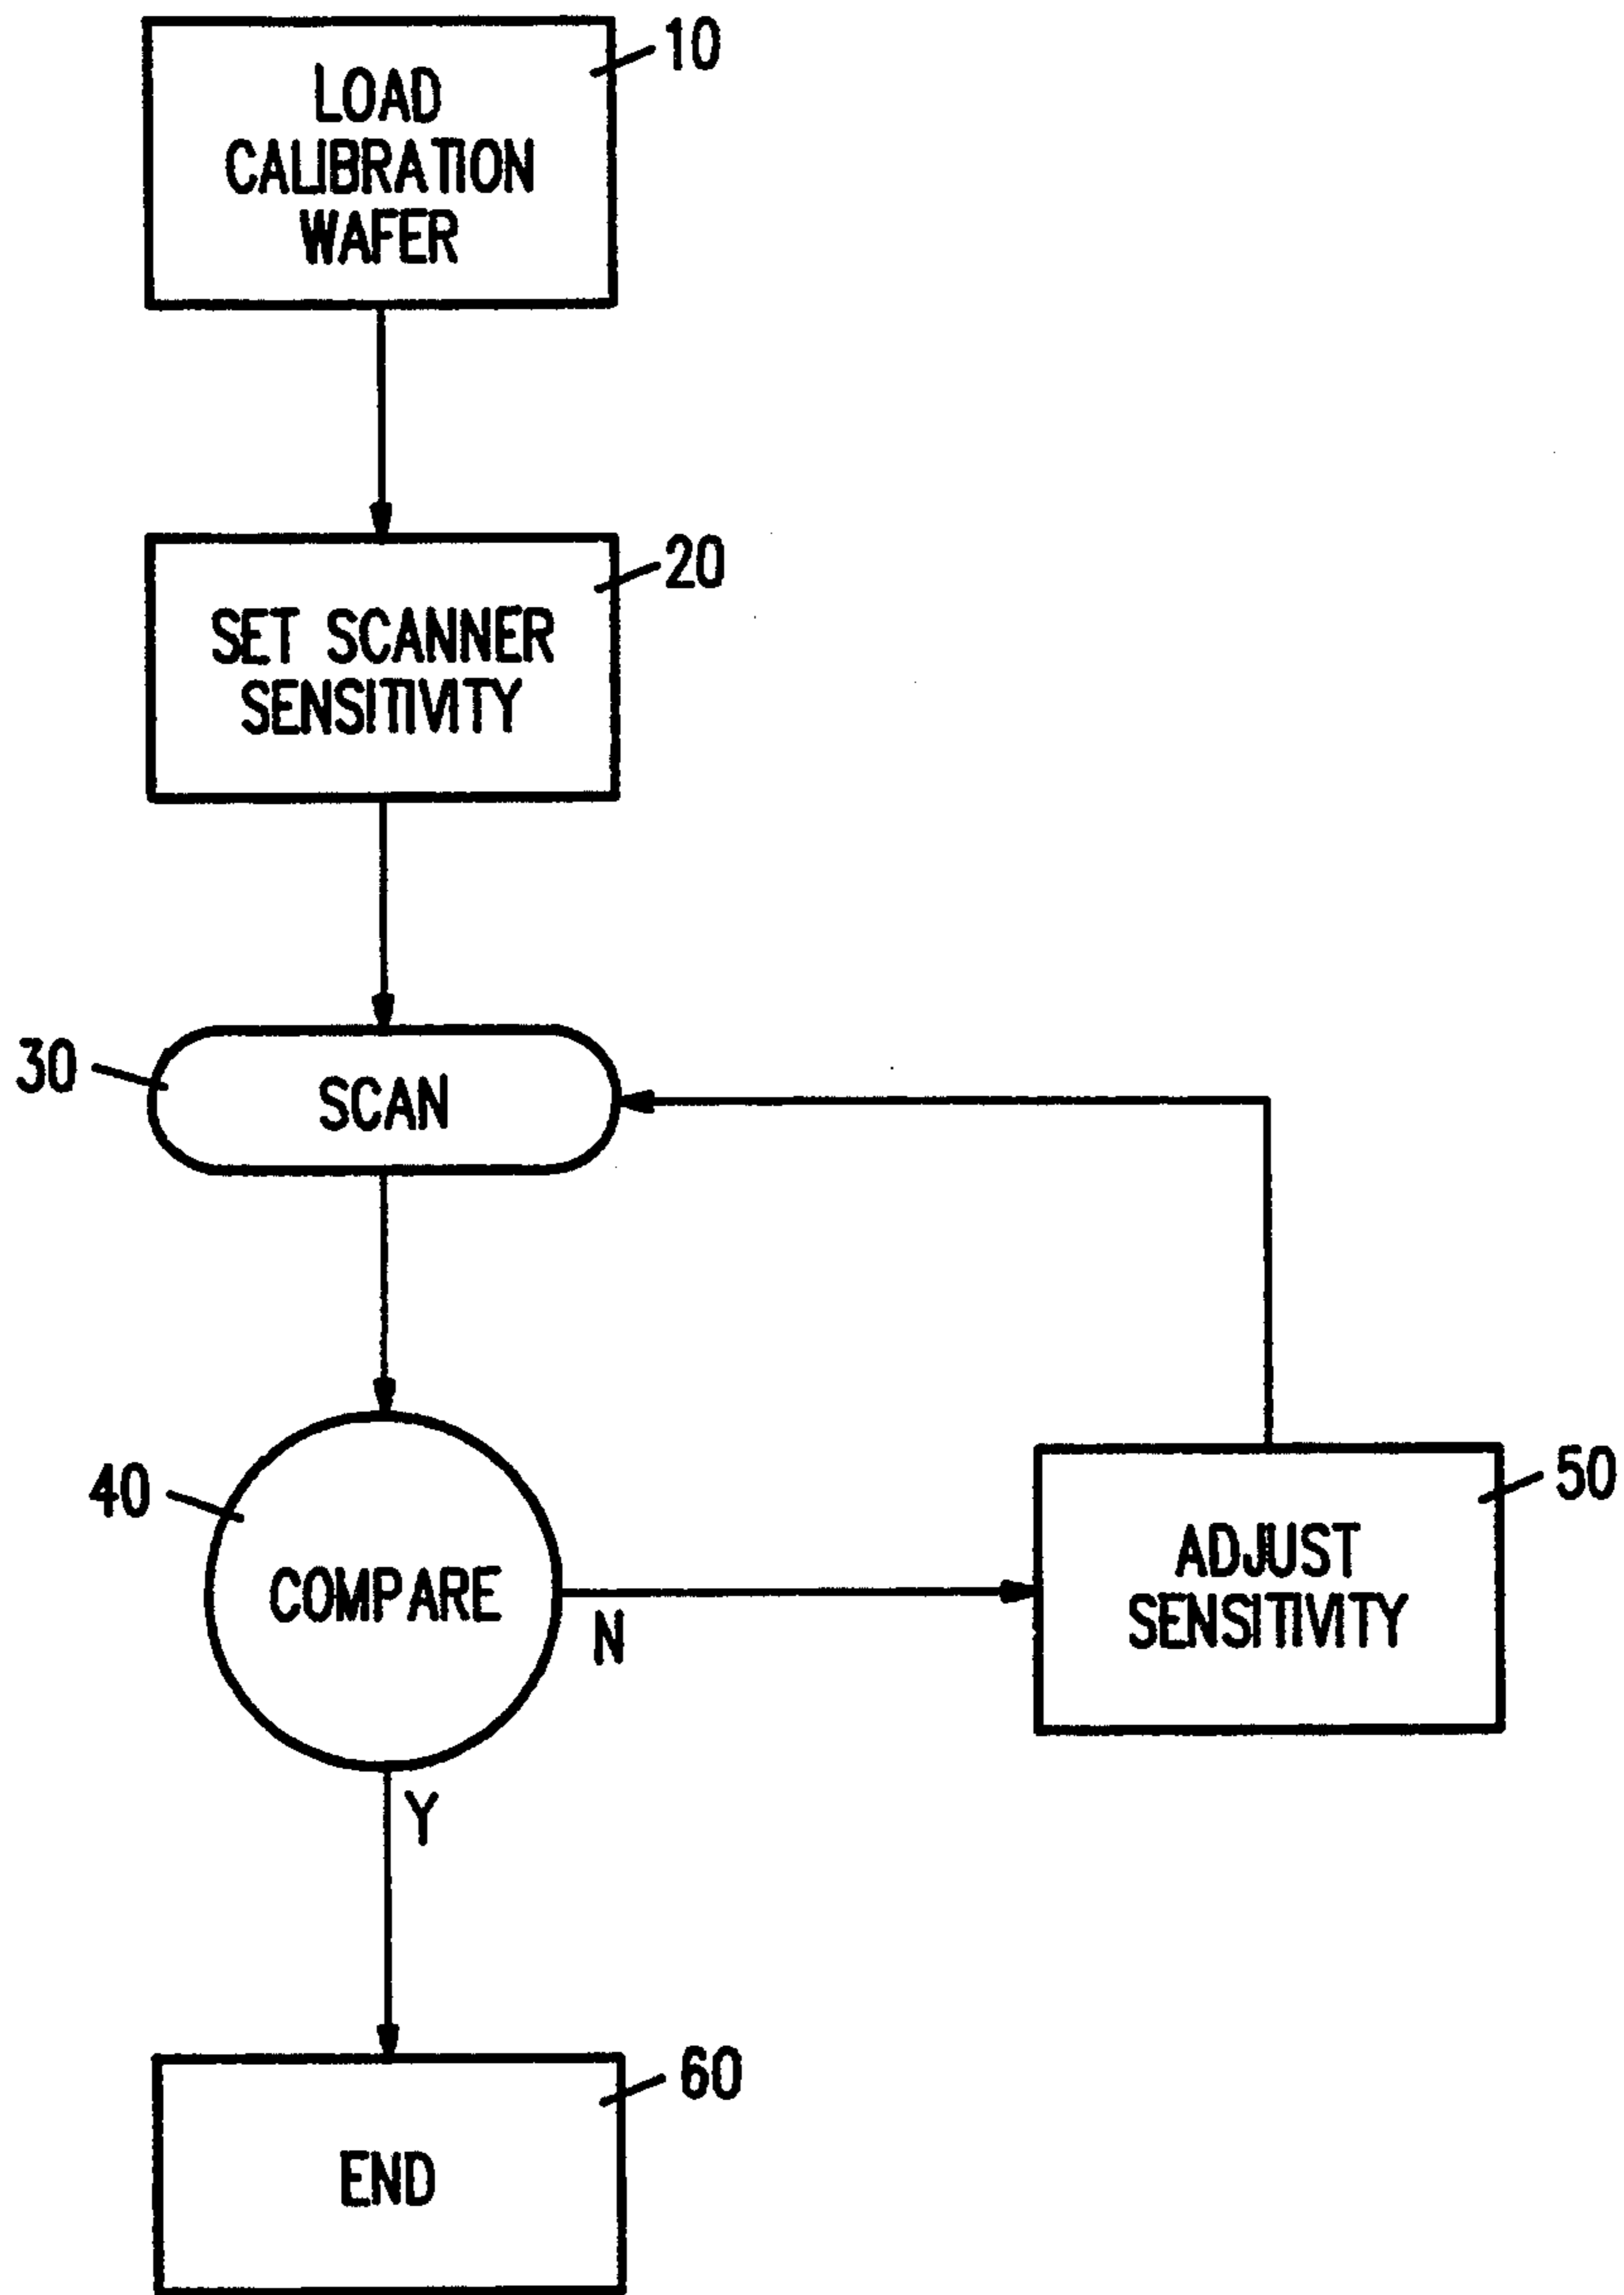 10
LOAD
CALIBRATION
WAFER
20
SET SCANNER
SENSITIVITY
30
SCAN
40
COMPARE
N
50
ADJUST
SENSITIVITY
Y
60
END